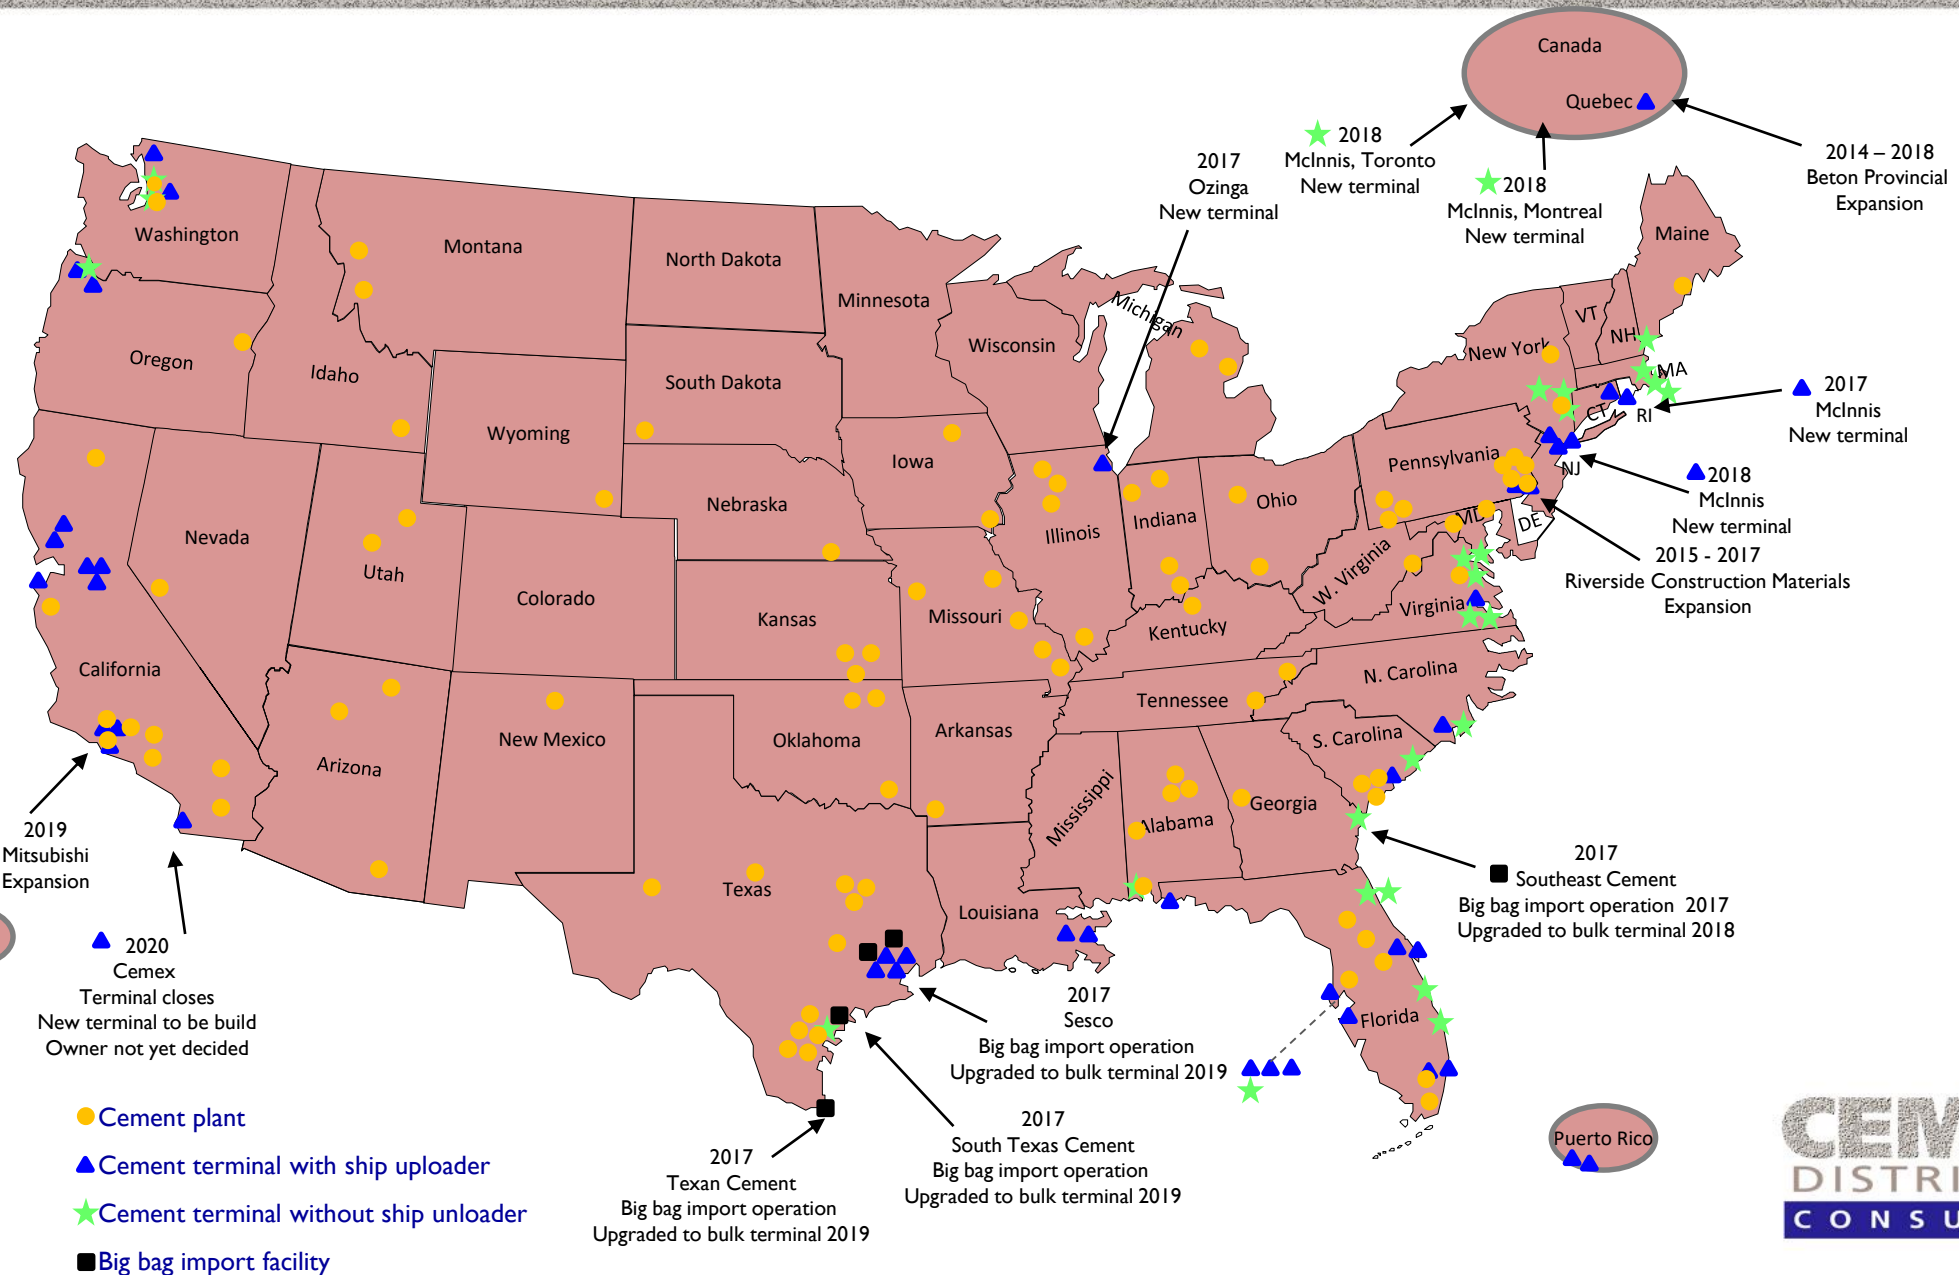 Canada
Quebec
2018
McInnis, Toronto
New terminal
2018
McInnis, Montreal
New terminal
2014 – 2018
Beton Provincial
Expansion
2017
Ozinga
New terminal
Washington
Montana
North Dakota
Minnesota
Michigan
Maine
Oregon
Idaho
South Dakota
Wisconsin
VT
NH
New York
MA
Wyoming
Iowa
CT
RI
2017
McInnis
New terminal
Nebraska
Pennsylvania
NJ
2018
McInnis
New terminal
Nevada
Utah
Colorado
Illinois
Indiana
Ohio
MD
DE
2015 - 2017
Riverside Construction Materials
Expansion
California
Kansas
Missouri
Kentucky
W. Virginia
Virginia
Arizona
New Mexico
Oklahoma
Arkansas
Tennessee
N. Carolina
S. Carolina
Mississippi
Alabama
Georgia
Texas
Louisiana
Florida
2019
Mitsubishi
Expansion
2020
Cemex
Terminal closes
New terminal to be build
Owner not yet decided
2017
Southeast Cement
Big bag import operation 2017
Upgraded to bulk terminal 2018
2017
Sesco
Big bag import operation
Upgraded to bulk terminal 2019
2017
South Texas Cement
Big bag import operation
Upgraded to bulk terminal 2019
2017
Texan Cement
Big bag import operation
Upgraded to bulk terminal 2019
Puerto Rico
Cement plant
Cement terminal with ship uploader
Cement terminal without ship unloader
Big bag import facility
CEM
DISTRI
CONSU